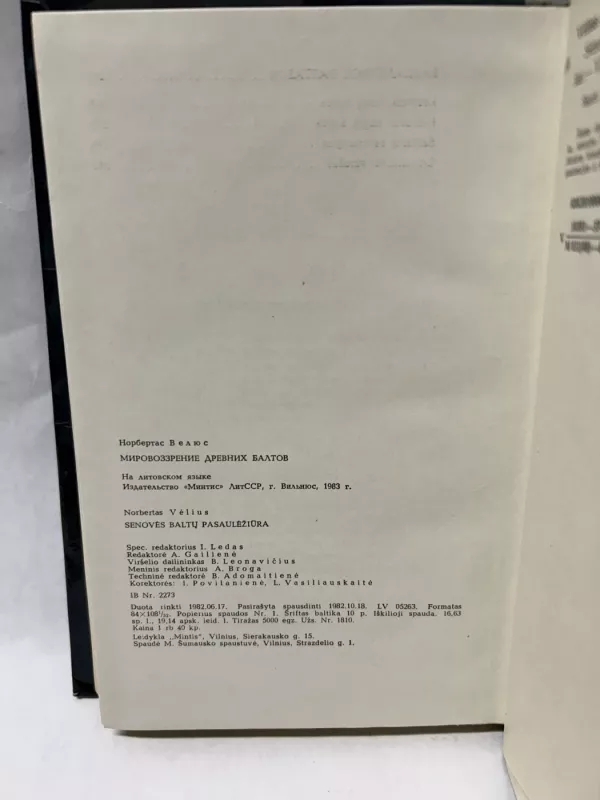 Норбертас Велюс
МИРОВОЗЗРЕНИЕ ДРЕВНИХ БАЛТОВ
На литовском языке
Издательство «Минтис» ЛитССР, г. Вильнюс, 1983 г.
Norbertas Vėlius
SENOVĖS BALTŲ PASAULĖŽIŪRA
Spec. redaktorius I. Ledas
Redaktorė A. Gailienė
Viršelio dailininkas B. Leonavičius
Meninis redaktorius A. Broga
Techninė redaktorė B. Adomaitienė
Korektorės: I. Povilanienė, L. Vasiliauskaitė
IB Nr. 2273
Duota rinkti 1982.06.17. Pasirašyta spausdinti 1982.10.18. LV 05263. Formatas
84×108¹/₃₂. Popierius spaudos Nr. 1. Šriftas baltika 10 p. Iškilioji spauda. 16,63
sp. l., 19,14 apsk. leid. l. Tiražas 5000 egz. Užs. Nr. 1810.
Kaina 1 rb 40 kp.
Leidykla „Mintis", Vilnius, Sierakausko g. 15.
Spaudė M. Šumausko spaustuvė, Vilnius, Strazdelio g. 1.